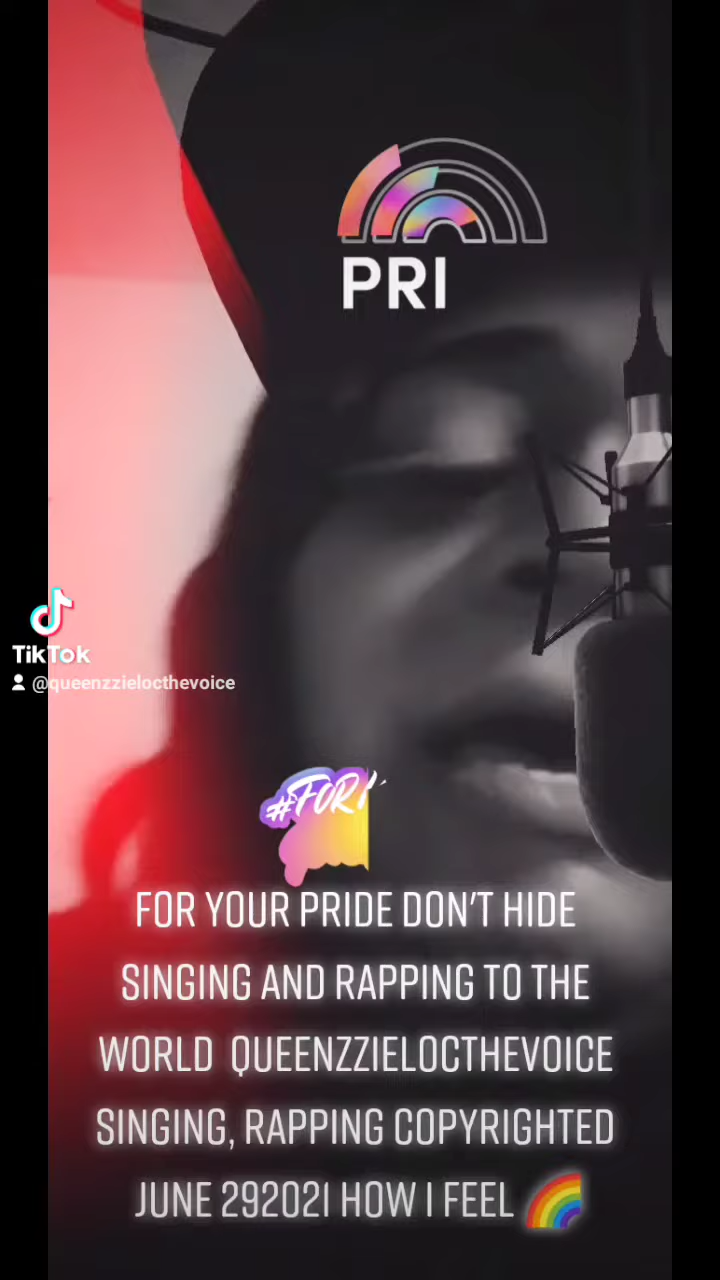 PRI
TikTok
@queenzzielocthevoice
#FOR
FOR YOUR PRIDE DON'T HIDE
SINGING AND RAPPING TO THE
WORLD QUEENZZIELOCTHEVOICE
SINGING, RAPPING COPYRIGHTED
JUNE 292021 HOW I FEEL